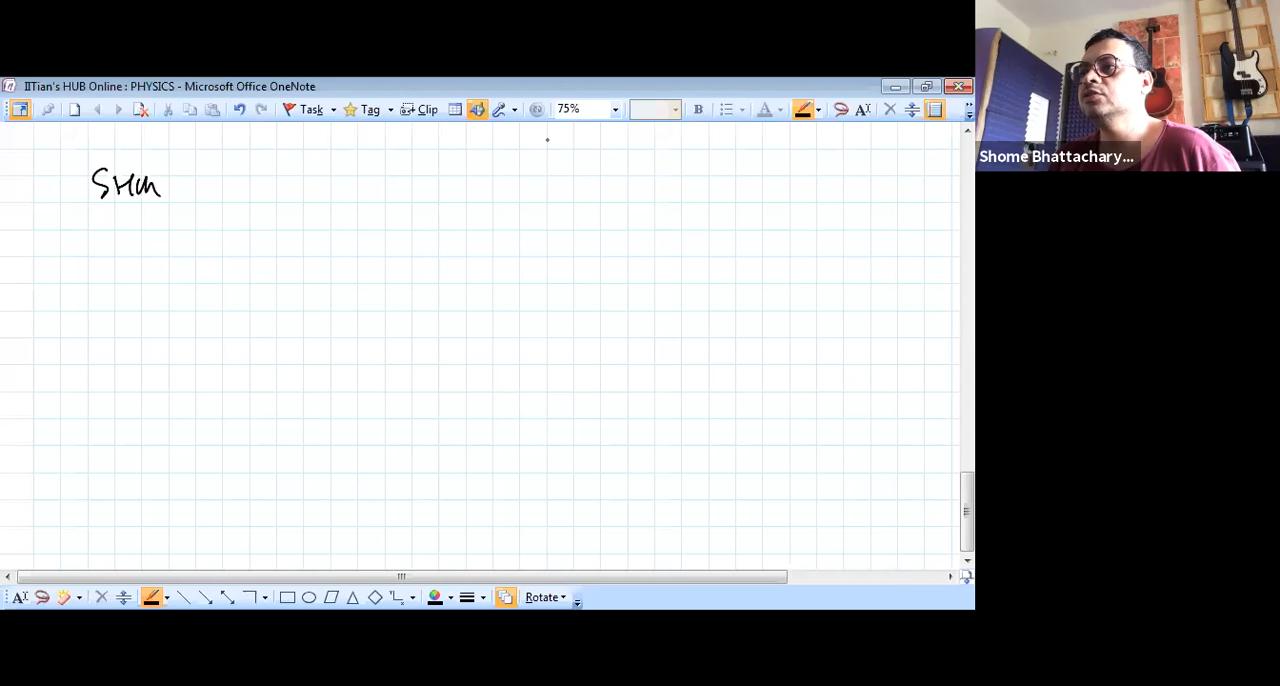 IITian's HUB Online : PHYSICS - Microsoft Office OneNote
Task Tag Clip 75% B A A
SHM
Shome Bhattachary...
A Rotate